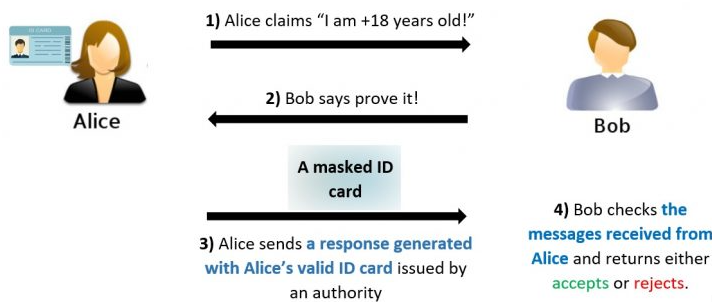 1) Alice claims “I am +18 years old!”
ID CARD
Alice
2) Bob says prove it!
Bob
A masked ID
card
3) Alice sends a response generated
with Alice’s valid ID card issued by
an authority
4) Bob checks the
messages received from
Alice and returns either
accepts or rejects.